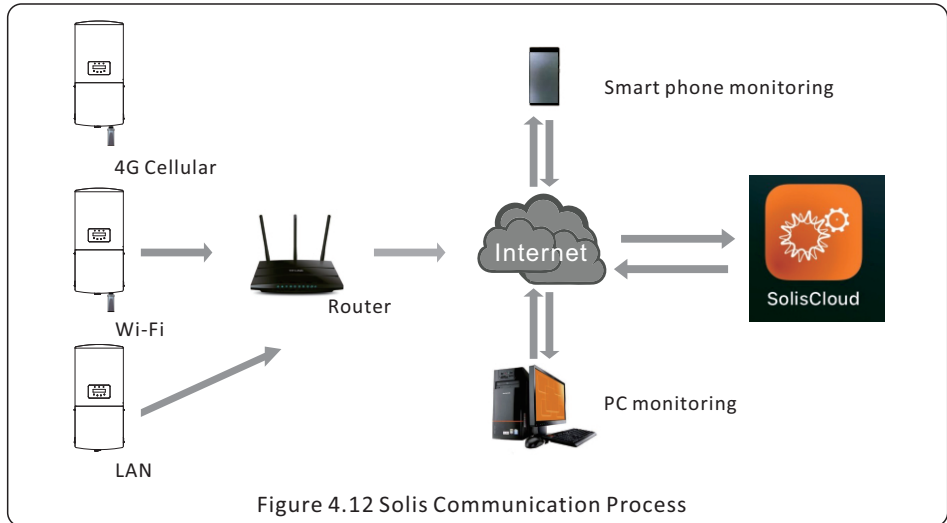 Smart phone monitoring
4G Cellular
Internet
SolisCloud
Router
Wi-Fi
PC monitoring
LAN
Figure 4.12 Solis Communication Process